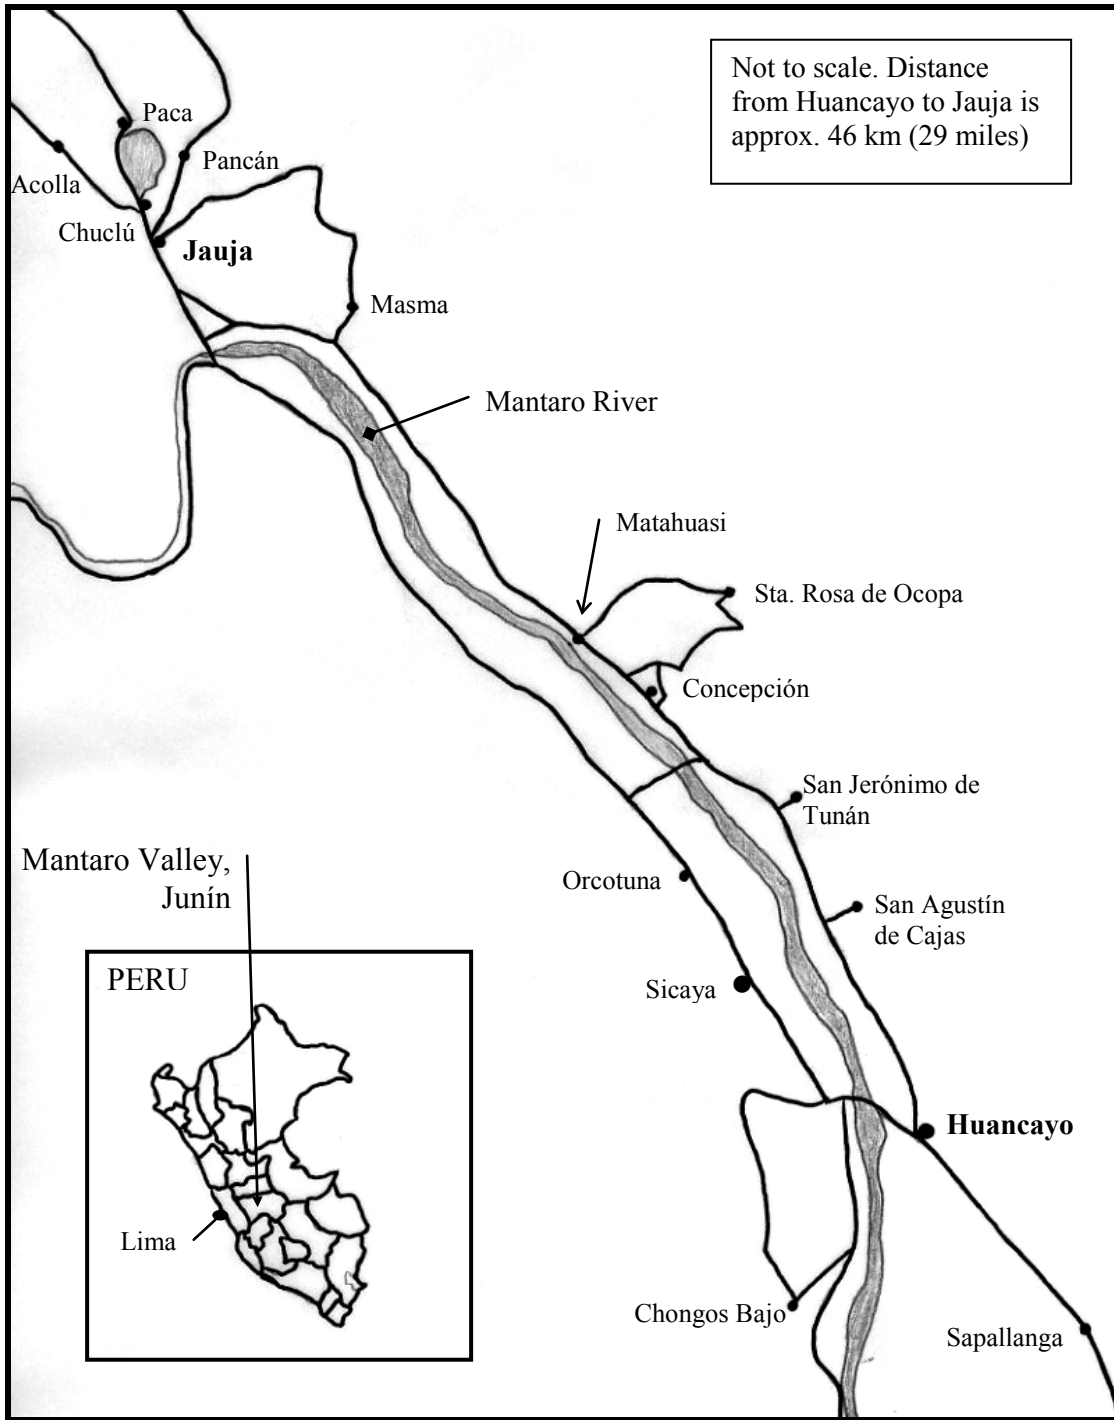 Not to scale. Distance
from Huancayo to Jauja is
approx. 46 km (29 miles)
Paca
Pancán
Acolla
Chuclú
Jauja
Masma
Mantaro River
Matahuasi
Sta. Rosa de Ocopa
Concepción
San Jerónimo de
Tunán
Orcotuna
San Agustín
de Cajas
Sicaya
Mantaro Valley,
Junín
PERU
Lima
Huancayo
Chongos Bajo
Sapallanga